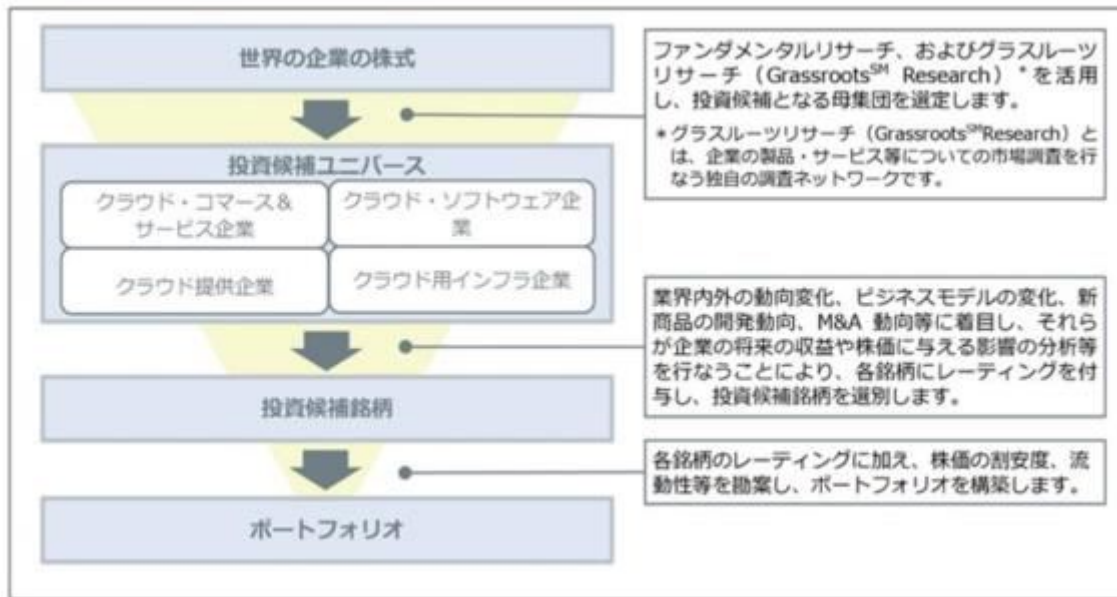 世界の企業の株式
ファンダメンタルリサーチ、およびグラスルーツ
リサーチ（Grassroots℠ Research）*を活用
し、投資候補となる母集団を選定します。
*グラスルーツリサーチ（Grassroots℠Research）と
は、企業の製品・サービス等についての市場調査を行
なう独自の調査ネットワークです。
投資候補ユニバース
クラウド・コマース＆
サービス企業
クラウド・ソフトウェア企
業
クラウド提供企業
クラウド用インフラ企業
業界内外の動向変化、ビジネスモデルの変化、新
商品の開発動向、M&A 動向等に着目し、それら
が企業の将来の収益や株価に与える影響の分析等
を行なうことにより、各銘柄にレーティングを付
与し、投資候補銘柄を選別します。
投資候補銘柄
各銘柄のレーティングに加え、株価の割安度、流
動性等を勘案し、ポートフォリオを構築します。
ポートフォリオ